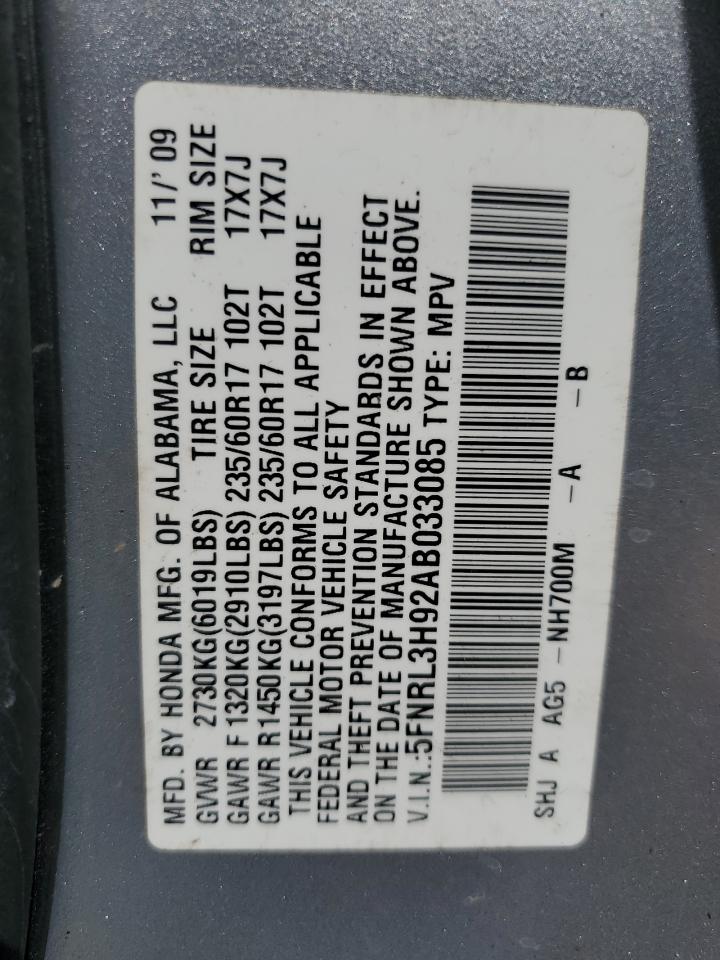 MFD. BY HONDA MFG. OF ALABAMA, LLC 11/' 09
GVWR 2730KG(6019LBS) TIRE SIZE RIM SIZE
GAWR F 1320KG(2910LBS) 235/60R17 102T 17X7J
GAWR R1450KG(3197LBS) 235/60R17 102T 17X7J
THIS VEHICLE CONFORMS TO ALL APPLICABLE
FEDERAL MOTOR VEHICLE SAFETY
AND THEFT PREVENTION STANDARDS IN EFFECT
ON THE DATE OF MANUFACTURE SHOWN ABOVE.
V.I.N.:5FNRL3H92AB033085 TYPE: MPV
SHJ A AG5 -NH700M -A -B